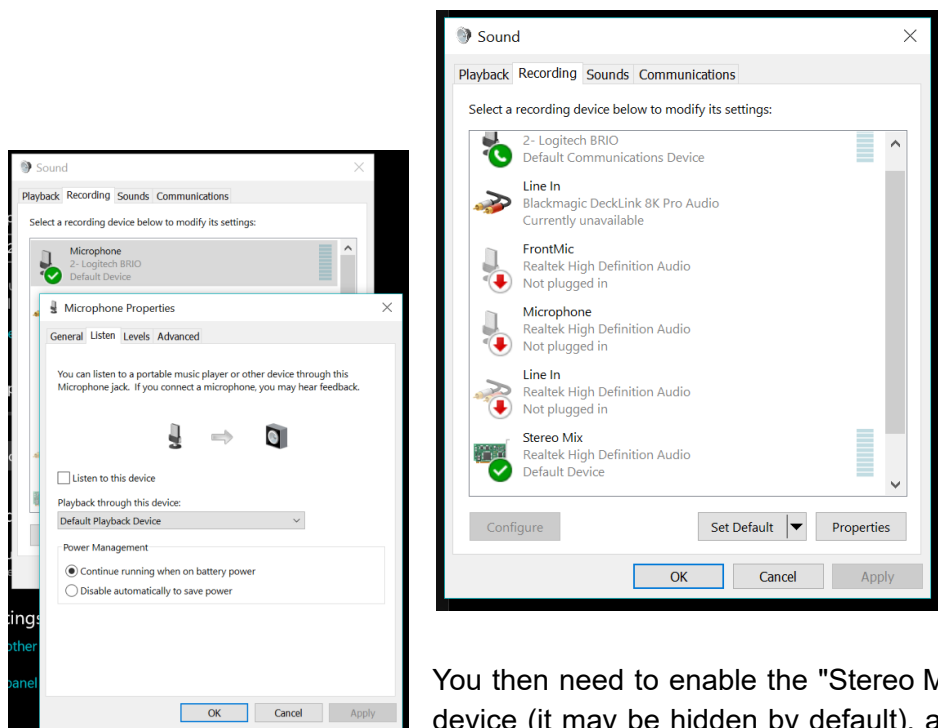 Sound
Playback Recording Sounds Communications
Select a recording device below to modify its settings:
Microphone
2- Logitech BRIO
Default Device
Microphone Properties
General Listen Levels Advanced
You can listen to a portable music player or other device through this
Microphone jack. If you connect a microphone, you may hear feedback.
Listen to this device
Playback through this device:
Default Playback Device
Power Management
Continue running when on battery power
Disable automatically to save power
OK Cancel Apply
Sound
Playback Recording Sounds Communications
Select a recording device below to modify its settings:
2- Logitech BRIO
Default Communications Device
Line In
Blackmagic DeckLink 8K Pro Audio
Currently unavailable
FrontMic
Realtek High Definition Audio
Not plugged in
Microphone
Realtek High Definition Audio
Not plugged in
Line In
Realtek High Definition Audio
Not plugged in
Stereo Mix
Realtek High Definition Audio
Default Device
Configure Set Default Properties
OK Cancel Apply
You then need to enable the "Stereo M
device (it may be hidden by default), a